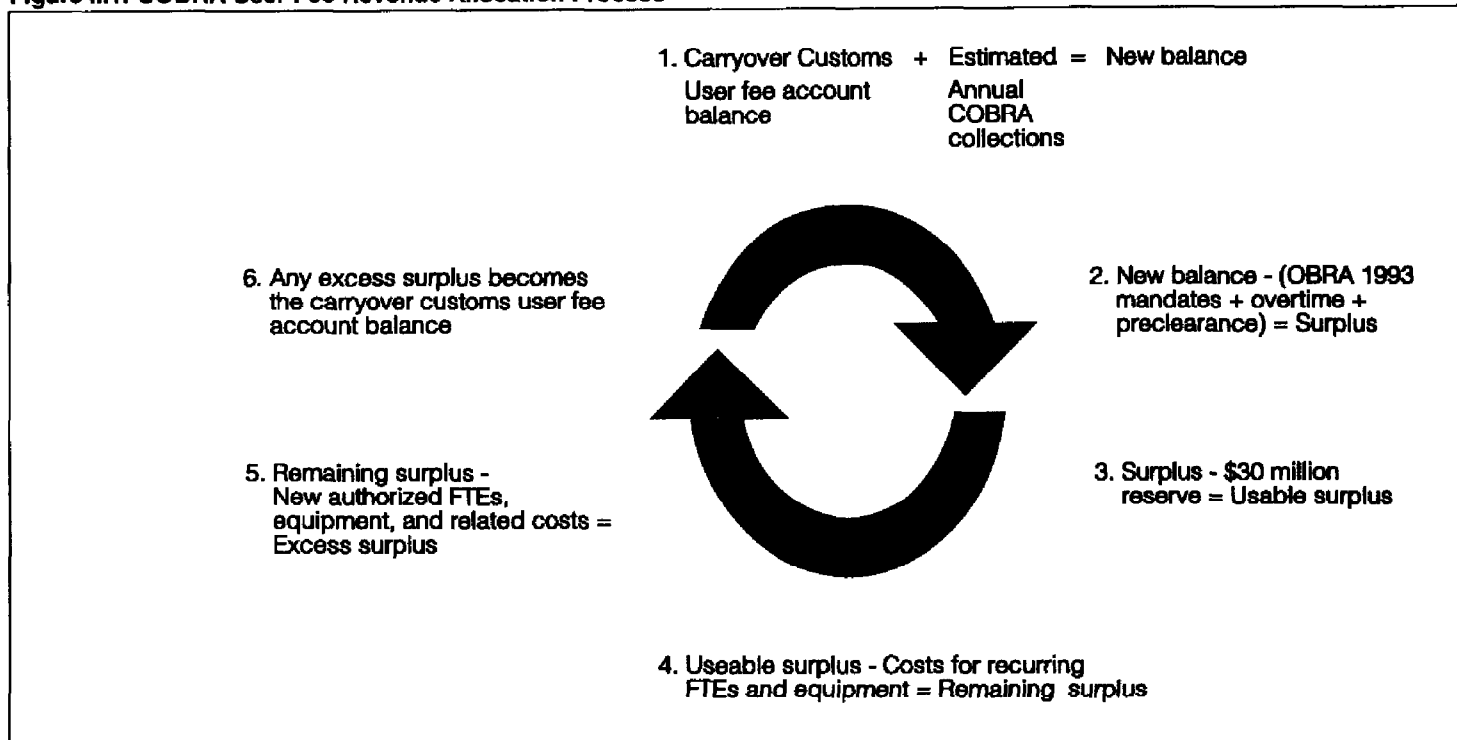 1. Carryover Customs + Estimated = New balance
User fee account Annual
balance COBRA
collections
2. New balance - (OBRA 1993
mandates + overtime +
preclearance) = Surplus
3. Surplus - $30 million
reserve = Usable surplus
4. Useable surplus - Costs for recurring
FTEs and equipment = Remaining surplus
5. Remaining surplus -
New authorized FTEs,
equipment, and related costs =
Excess surplus
6. Any excess surplus becomes
the carryover customs user fee
account balance